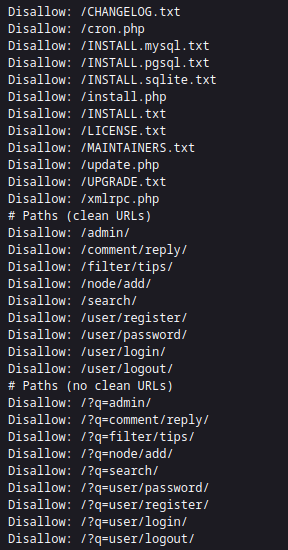 Disallow: /CHANGELOG.txt
Disallow: /cron.php
Disallow: /INSTALL.mysql.txt
Disallow: /INSTALL.pgsql.txt
Disallow: /INSTALL.sqlite.txt
Disallow: /install.php
Disallow: /INSTALL.txt
Disallow: /LICENSE.txt
Disallow: /MAINTAINERS.txt
Disallow: /update.php
Disallow: /UPGRADE.txt
Disallow: /xmlrpc.php
# Paths (clean URLs)
Disallow: /admin/
Disallow: /comment/reply/
Disallow: /filter/tips/
Disallow: /node/add/
Disallow: /search/
Disallow: /user/register/
Disallow: /user/password/
Disallow: /user/login/
Disallow: /user/logout/
# Paths (no clean URLs)
Disallow: /?q=admin/
Disallow: /?q=comment/reply/
Disallow: /?q=filter/tips/
Disallow: /?q=node/add/
Disallow: /?q=search/
Disallow: /?q=user/password/
Disallow: /?q=user/register/
Disallow: /?q=user/login/
Disallow: /?q=user/logout/